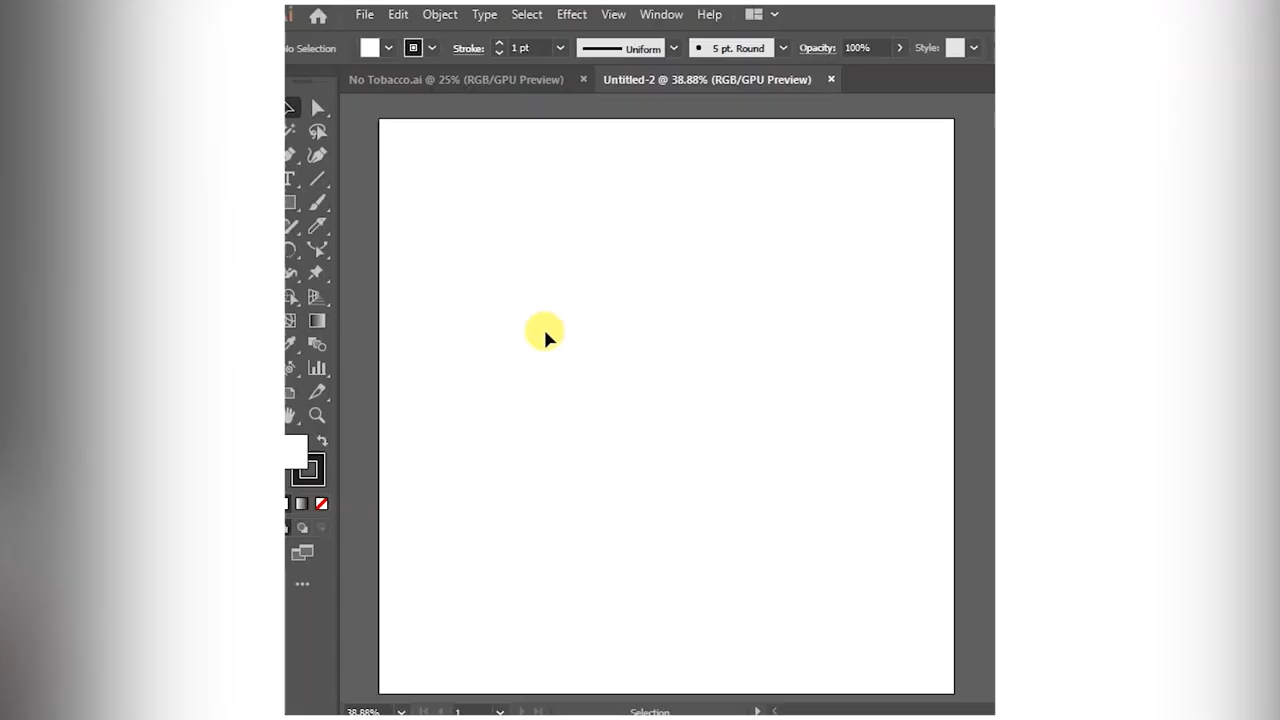 File Edit Object Type Select Effect View Window Help
No Selection Stroke: 1 pt Uniform 5 pt. Round Opacity: 100% Style:
No Tobacco.ai @ 25% (RGB/GPU Preview) × Untitled-2 @ 38.88% (RGB/GPU Preview) ×
38.88% 1 Selection